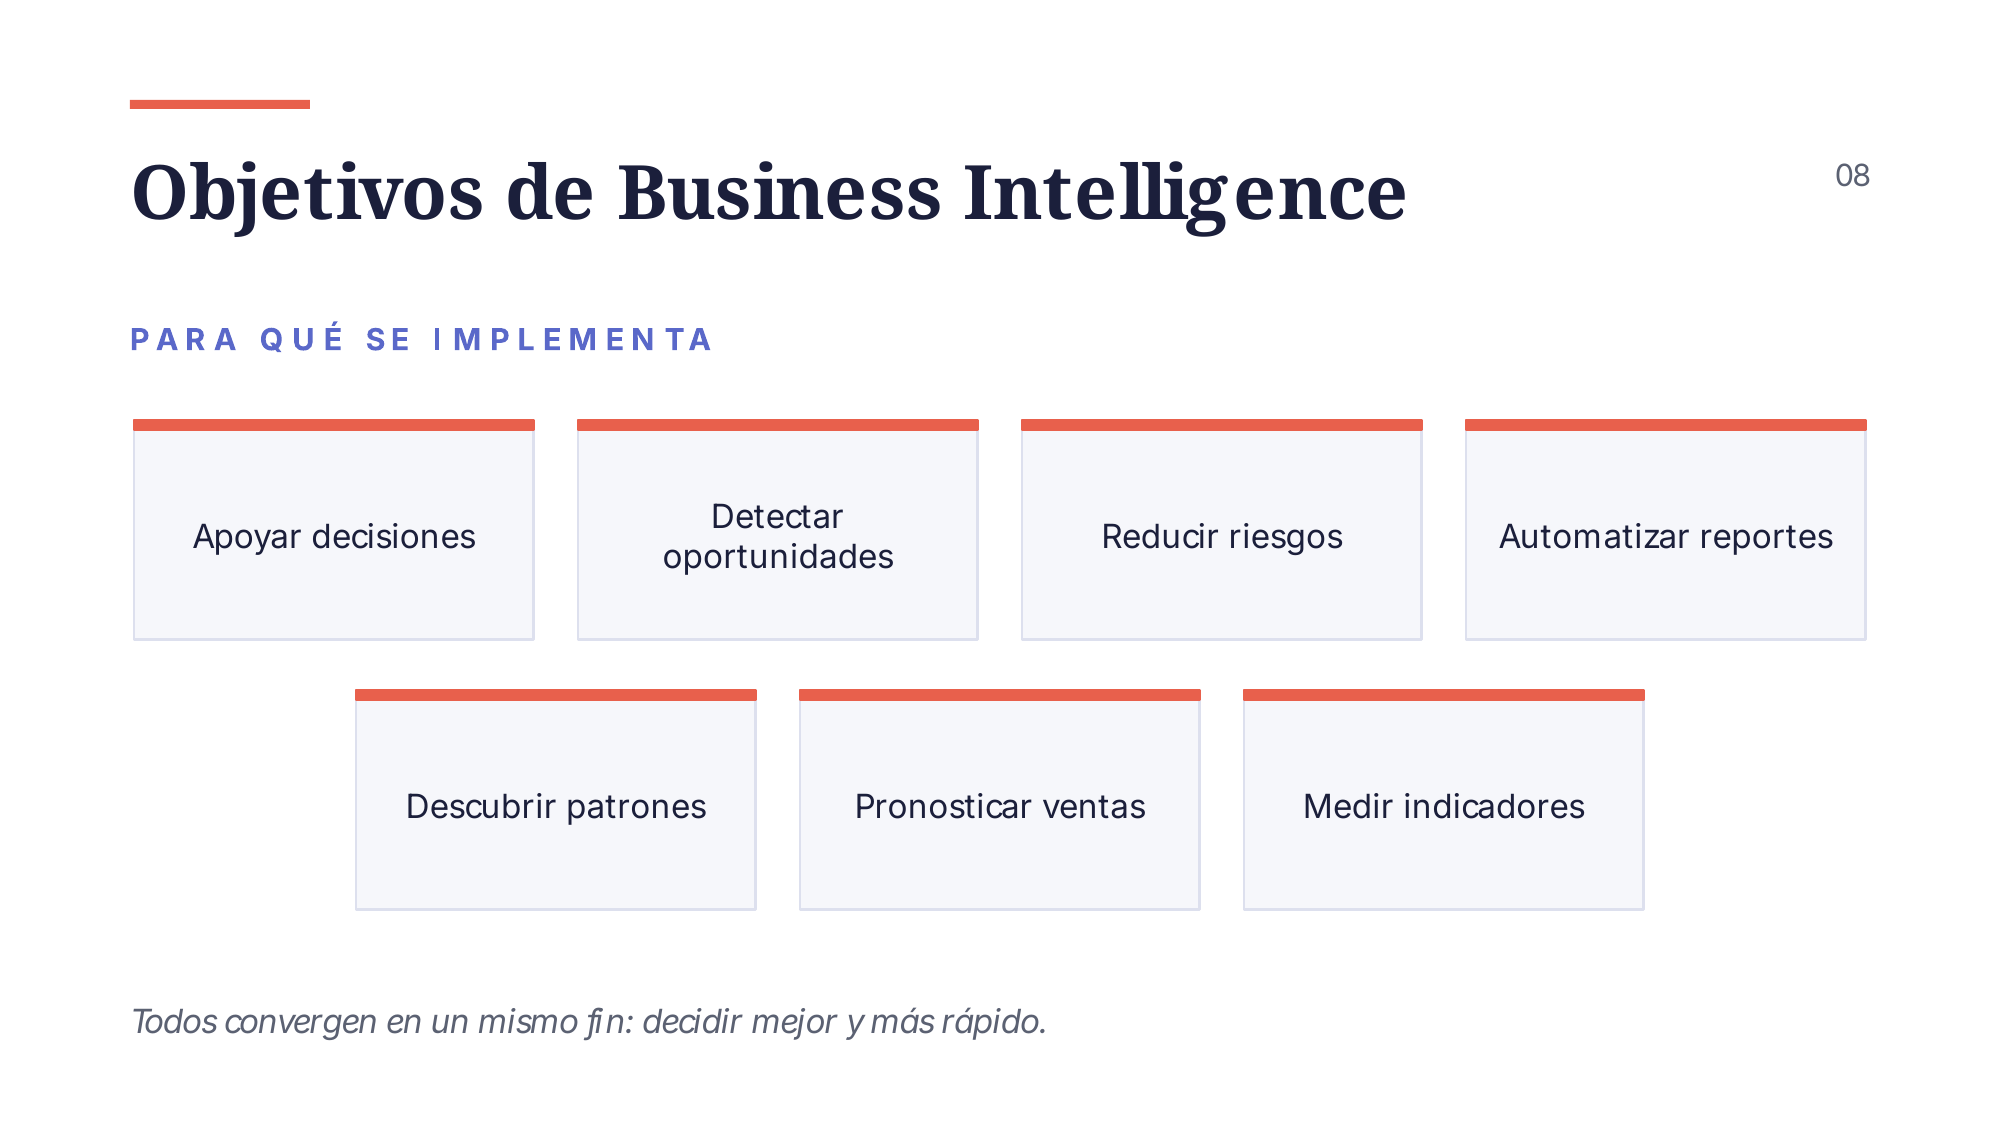 Objetivos de Business Intelligence
08
PARA QUÉ SE IMPLEMENTA
Apoyar decisiones
Detectar
oportunidades
Reducir riesgos
Automatizar reportes
Descubrir patrones
Pronosticar ventas
Medir indicadores
Todos convergen en un mismo fin: decidir mejor y más rápido.